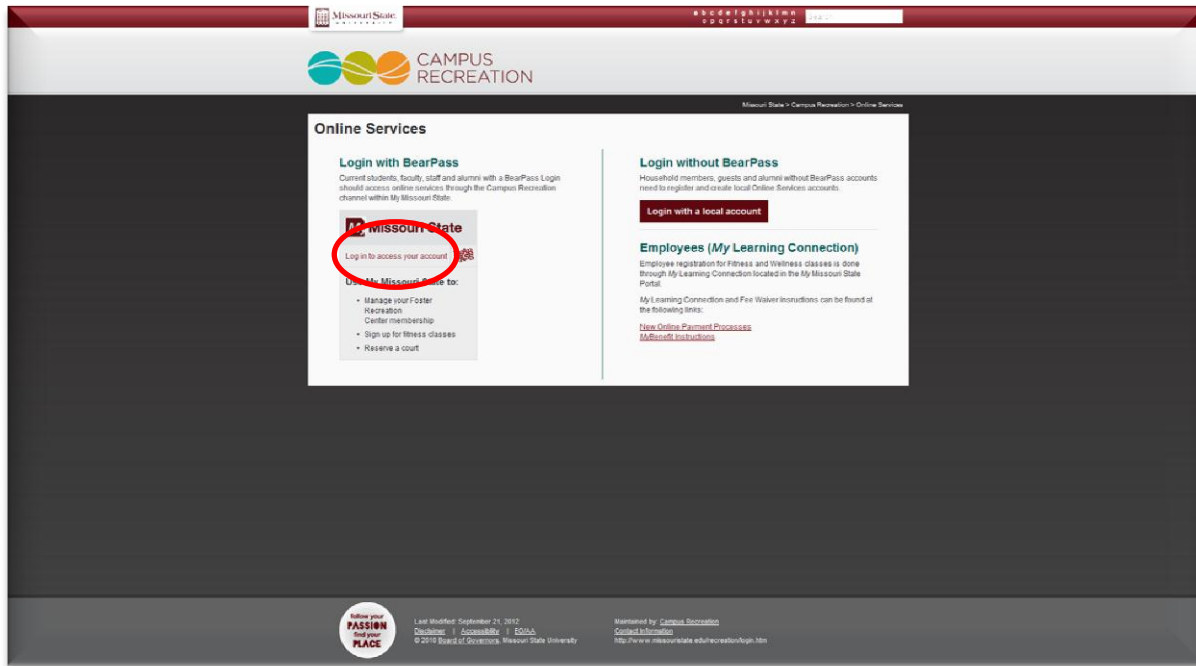 Missouri State.
UNIVERSITY
a b c d e f g h i j k l m n
o p q r s t u v w x y z
Search
CAMPUS
RECREATION
Missouri State > Campus Recreation > Online Services
Online Services
Login with BearPass
Current students, faculty, staff and alumni with a BearPass Login
should access online services through the Campus Recreation
channel within My Missouri State.
Missouri State
Log in to access your account
Use My Missouri State to:
• Manage your Foster
Recreation
Center membership
• Sign up for fitness classes
• Reserve a court
Login without BearPass
Household members, guests and alumni without BearPass accounts
need to register and create local Online Services accounts.
Login with a local account
Employees (My Learning Connection)
Employee registration for Fitness and Wellness classes is done
through My Learning Connection located in the My Missouri State
Portal.
My Learning Connection and Fee Waiver Insructions can be found at
the following links:
New Online Payment Processes
MyBenefit Instructions
follow your
PASSION
find your
PLACE
Last Modified: September 21, 2012
Disclaimer | Accessibility | EO/AA
© 2010 Board of Governors, Missouri State University
Maintained by: Campus Recreation
Contact Information
http://www.missouristate.edu/recreation/login.htm